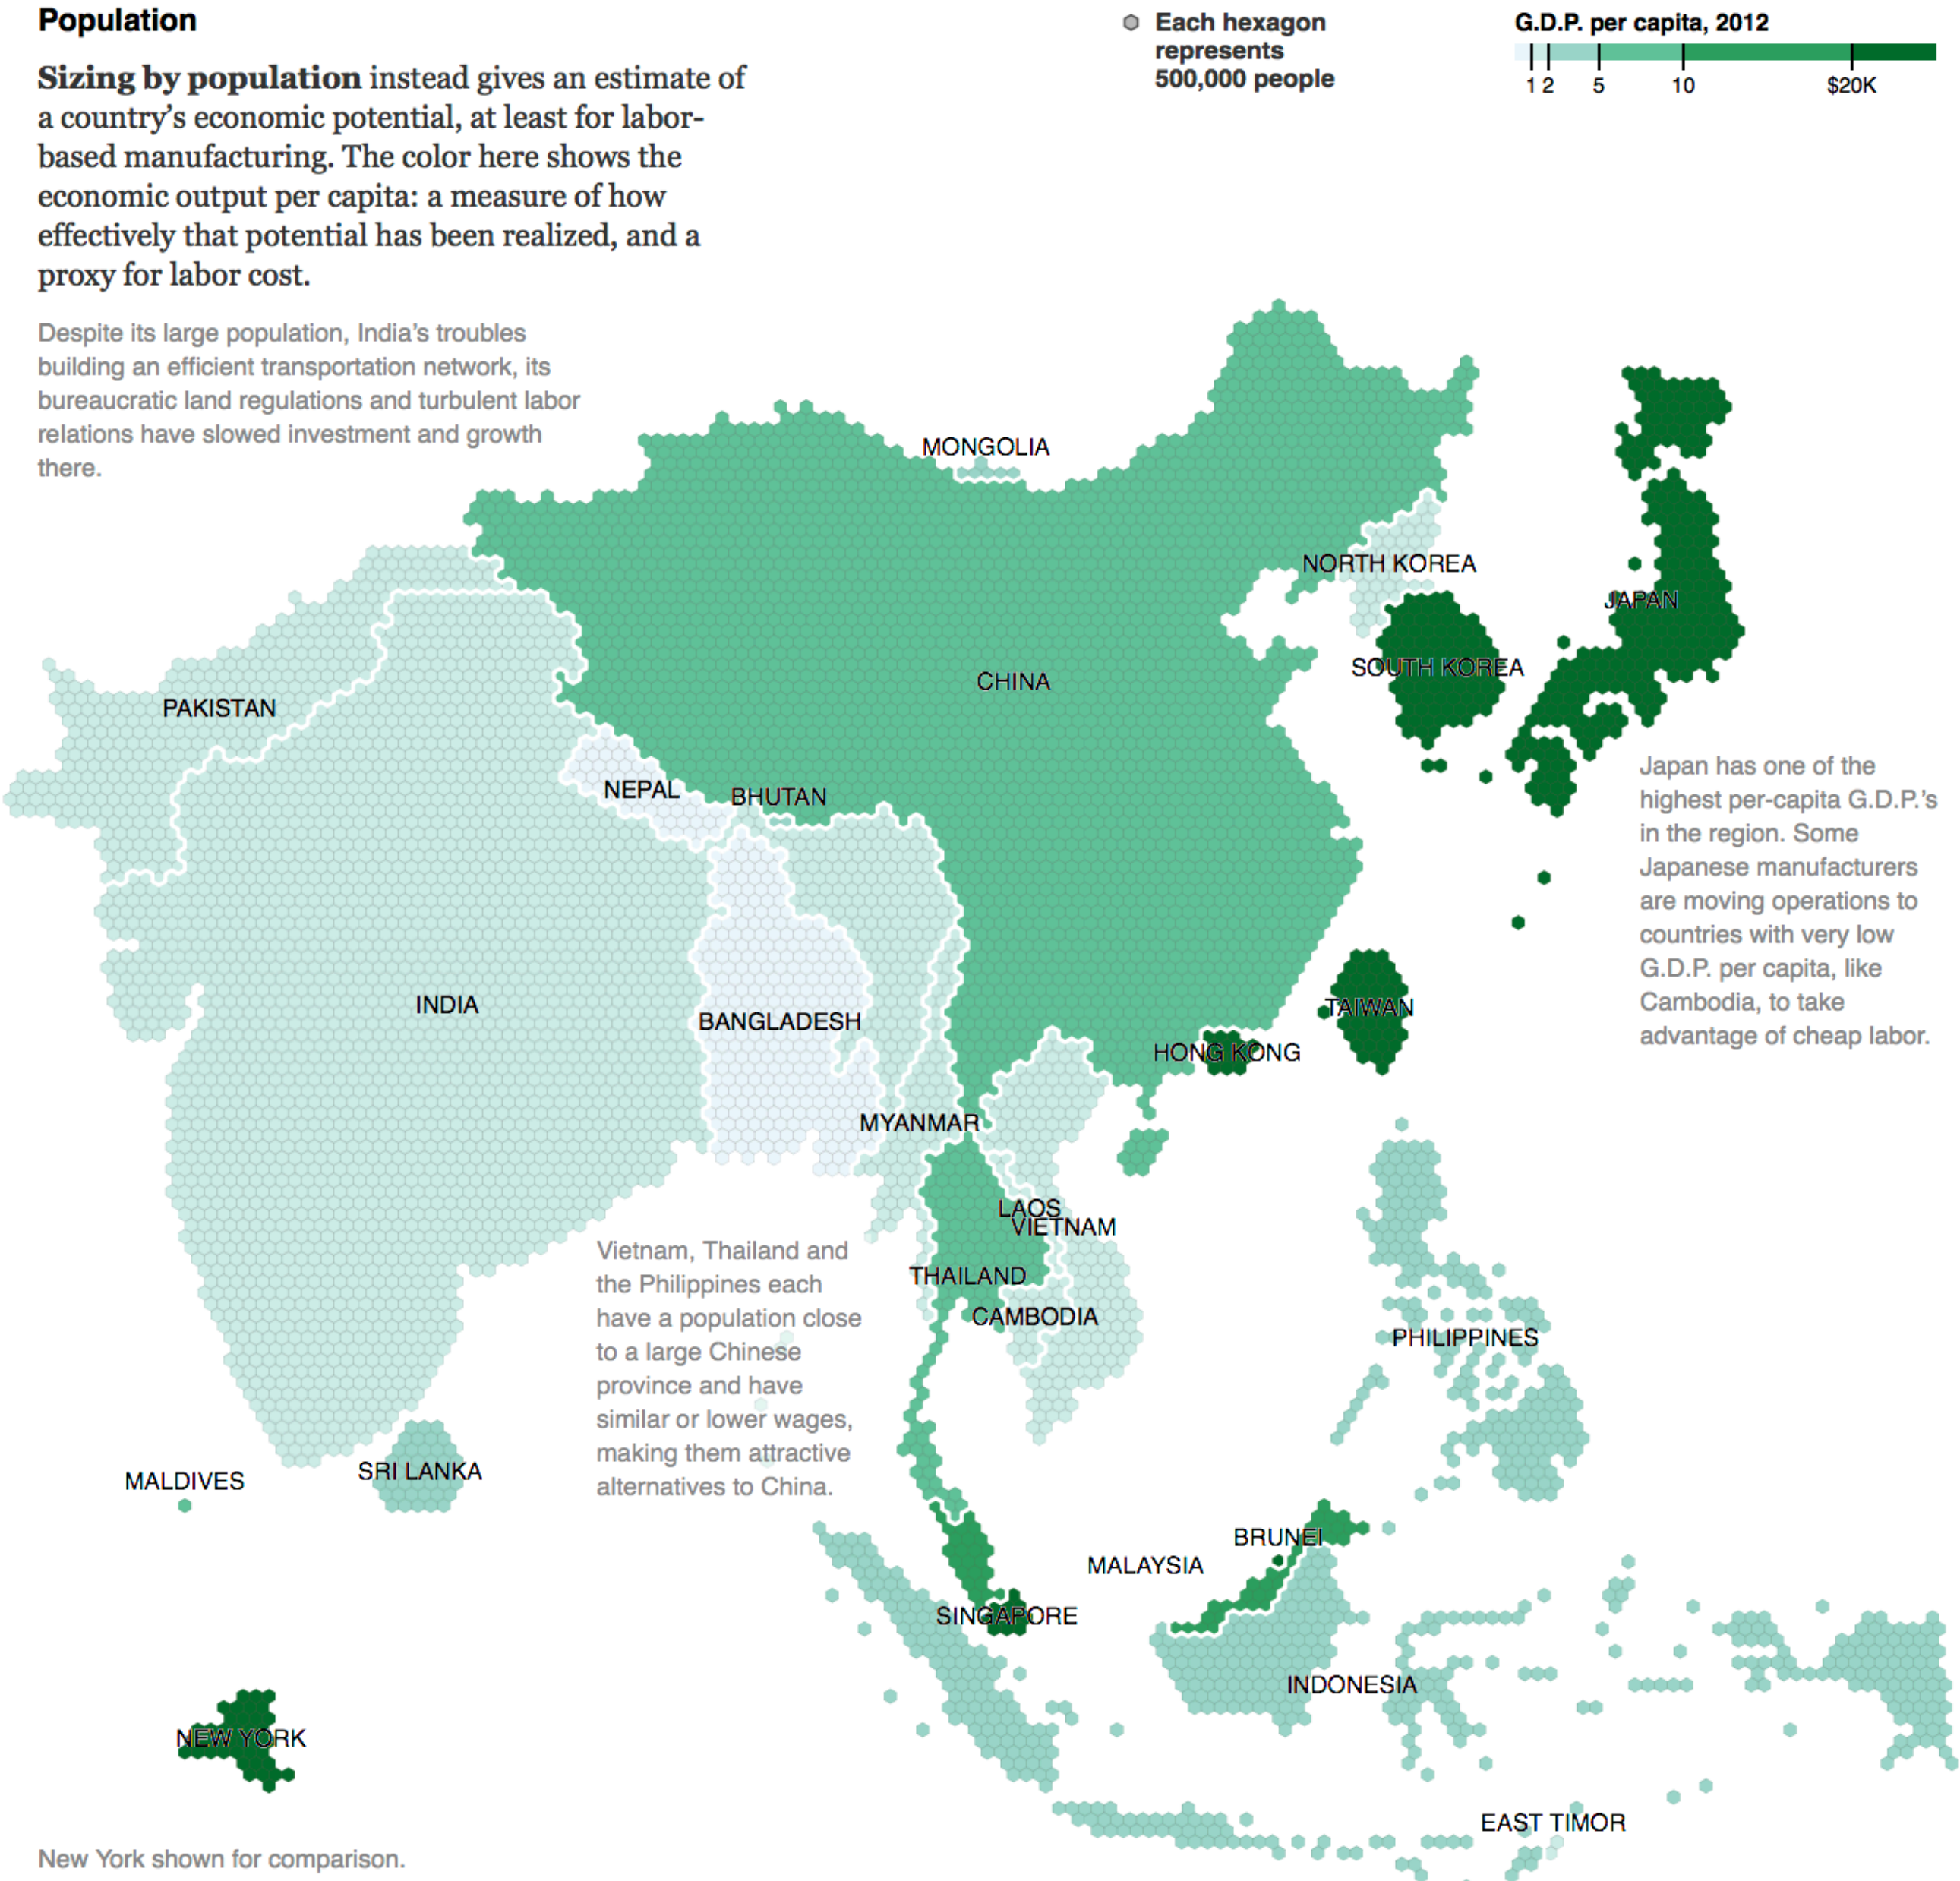 Population
Sizing by population instead gives an estimate of
a country's economic potential, at least for labor-
based manufacturing. The color here shows the
economic output per capita: a measure of how
effectively that potential has been realized, and a
proxy for labor cost.
Despite its large population, India's troubles
building an efficient transportation network, its
bureaucratic land regulations and turbulent labor
relations have slowed investment and growth
there.
Each hexagon
represents
500,000 people
G.D.P. per capita, 2012
1 2 5 10 $20K
MONGOLIA
NORTH KOREA
JAPAN
SOUTH KOREA
CHINA
PAKISTAN
NEPAL
BHUTAN
Japan has one of the
highest per-capita G.D.P.'s
in the region. Some
Japanese manufacturers
are moving operations to
countries with very low
G.D.P. per capita, like
Cambodia, to take
advantage of cheap labor.
INDIA
BANGLADESH
TAIWAN
HONG KONG
MYANMAR
LAOS
VIETNAM
THAILAND
CAMBODIA
PHILIPPINES
Vietnam, Thailand and
the Philippines each
have a population close
to a large Chinese
province and have
similar or lower wages,
making them attractive
alternatives to China.
MALDIVES
SRI LANKA
BRUNEI
MALAYSIA
SINGAPORE
INDONESIA
NEW YORK
EAST TIMOR
New York shown for comparison.